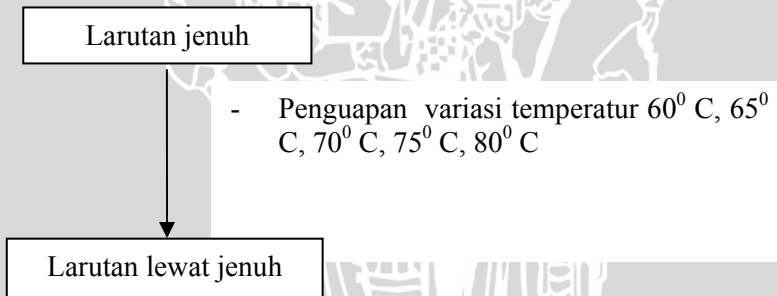 Larutan jenuh
- Penguapan variasi temperatur 60⁰ C, 65⁰
C, 70⁰ C, 75⁰ C, 80⁰ C
Larutan lewat jenuh